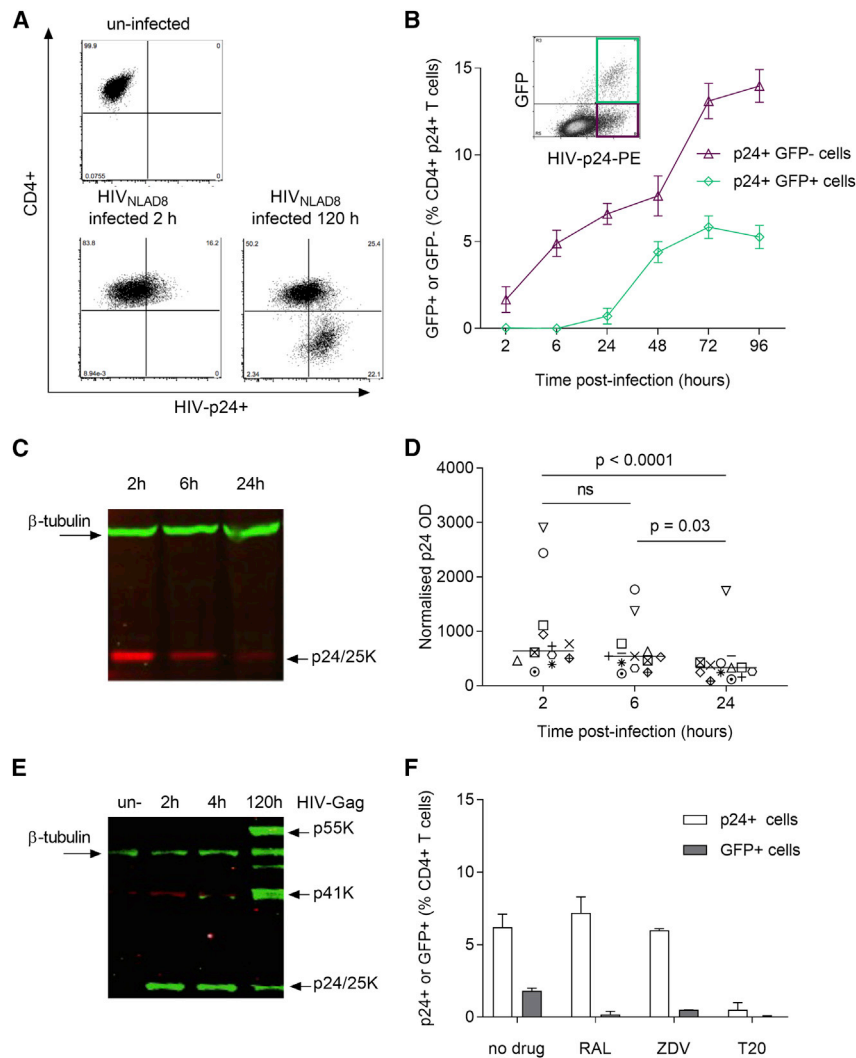 A
un-infected
99.9
0
0.0755
0
CD4+
HIVNLAD8
infected 2 h
83.8
16.2
8.94e-3
0
HIVNLAD8
infected 120 h
50.2
25.4
2.34
22.1
HIV-p24+
B
GFP
HIV-p24-PE
GFP+ or GFP- (% CD4+ p24+ T cells)
15
10
5
0
p24+ GFP- cells
p24+ GFP+ cells
2
6
24
48
72
96
Time post-infection (hours)
C
2h
6h
24h
β-tubulin
p24/25K
D
p < 0.0001
ns
p = 0.03
Normalised p24 OD
4000
3000
2000
1000
0
2
6
24
Time post-infection (hours)
E
un-
2h
4h
120h
HIV-Gag
β-tubulin
p55K
p41K
p24/25K
F
p24+ or GFP+ (% CD4+ T cells)
15
10
5
0
p24+ cells
GFP+ cells
no drug
RAL
ZDV
T20